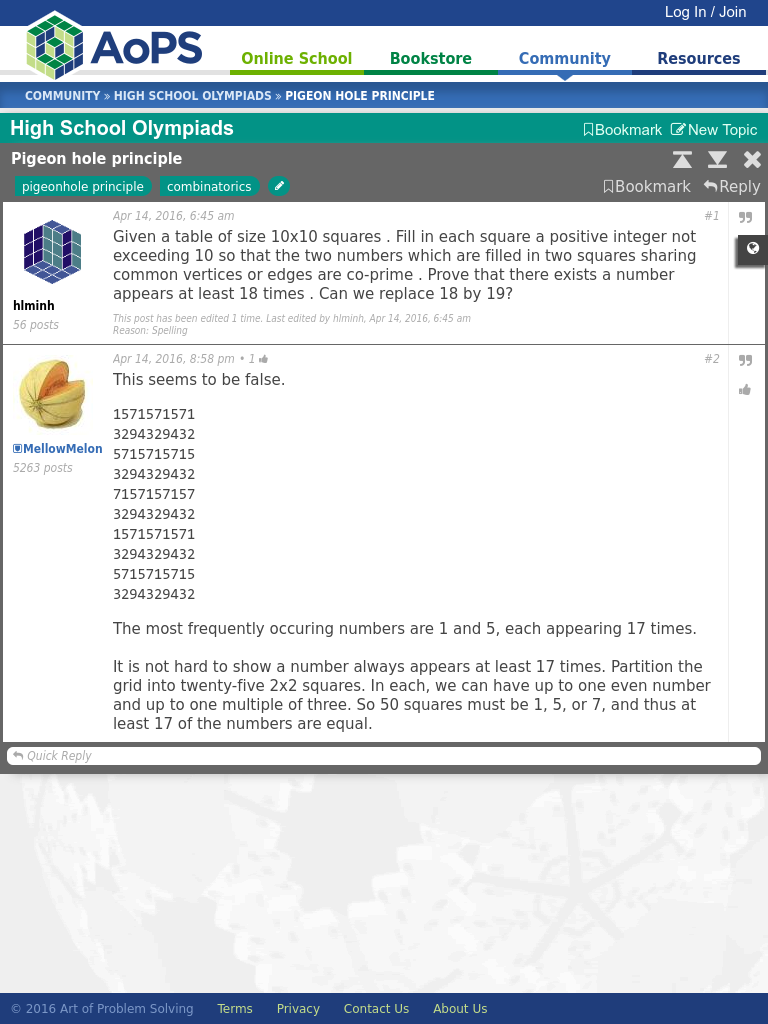 Log In / Join
AoPS
Online School
Bookstore
Community
Resources
COMMUNITY » HIGH SCHOOL OLYMPIADS » PIGEON HOLE PRINCIPLE
High School Olympiads
Bookmark New Topic
Pigeon hole principle
pigeonhole principle combinatorics
Bookmark Reply
Apr 14, 2016, 6:45 am
#1
Given a table of size 10x10 squares . Fill in each square a positive integer not
exceeding 10 so that the two numbers which are filled in two squares sharing
common vertices or edges are co-prime . Prove that there exists a number
appears at least 18 times . Can we replace 18 by 19?
hlminh
56 posts
This post has been edited 1 time. Last edited by hlminh, Apr 14, 2016, 6:45 am
Reason: Spelling
Apr 14, 2016, 8:58 pm • 1
#2
This seems to be false.
MellowMelon
5263 posts
1571571571
3294329432
5715715715
3294329432
7157157157
3294329432
1571571571
3294329432
5715715715
3294329432
The most frequently occuring numbers are 1 and 5, each appearing 17 times.
It is not hard to show a number always appears at least 17 times. Partition the
grid into twenty-five 2x2 squares. In each, we can have up to one even number
and up to one multiple of three. So 50 squares must be 1, 5, or 7, and thus at
least 17 of the numbers are equal.
Quick Reply
© 2016 Art of Problem Solving Terms Privacy Contact Us About Us